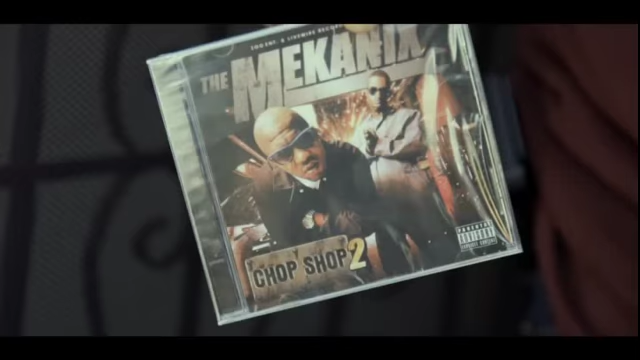 THE MEKANIX
CHOP SHOP 2
PARENTAL
ADVISORY
EXPLICIT CONTENT